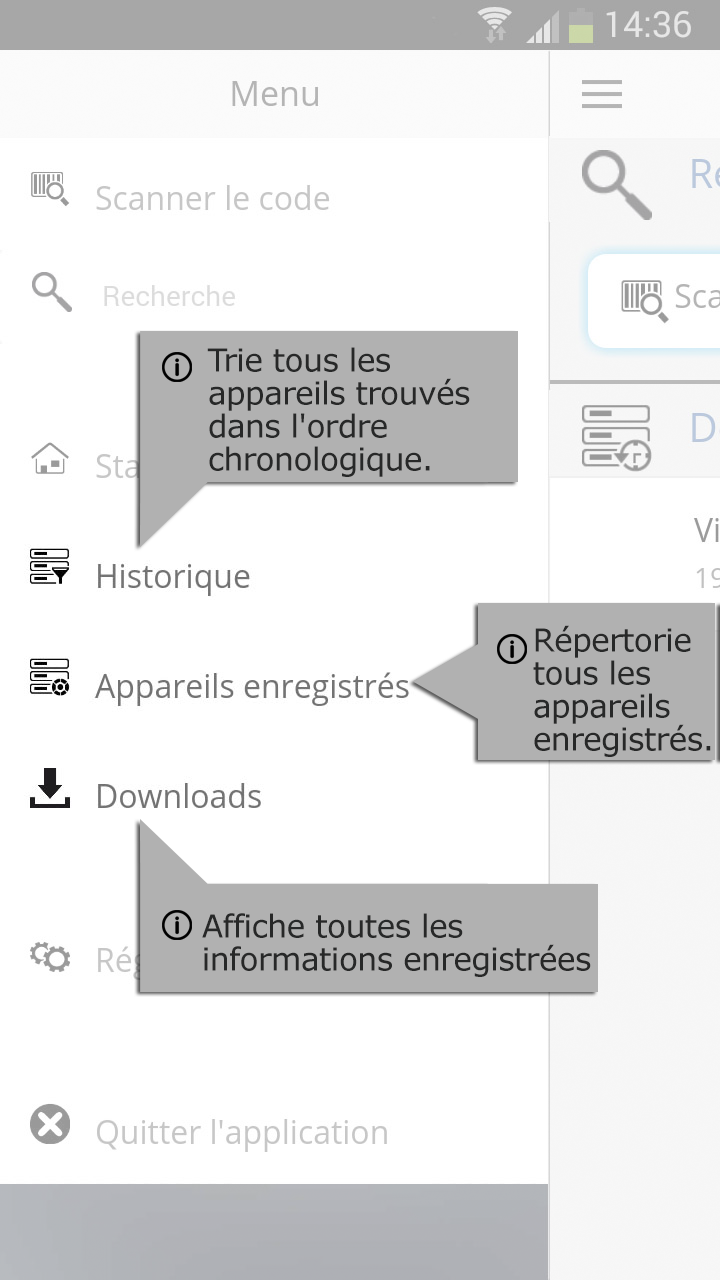 14:36
Menu
Scanner le code
Recherche
Trie tous les
appareils trouvés
dans l'ordre
chronologique.
Sta
Historique
Appareils enregistrés
Répertorie
tous les
appareils
enregistrés.
Downloads
Affiche toutes les
informations enregistrées
Rég
Quitter l'application
Re
Sca
D
Vi
19